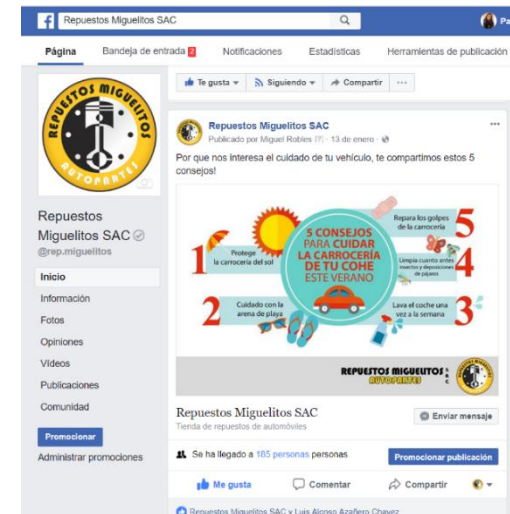 Repuestos Miguelitos SAC
Página Bandeja de entrada 2 Notificaciones Estadísticas Herramientas de publicación
REPUESTOS MIGUELITOS
AUTOPARTES
Repuestos
Miguelitos SAC
@rep.miguelitos
Inicio
Información
Fotos
Opiniones
Vídeos
Publicaciones
Comunidad
Promocionar
Administrar promociones
Te gusta Siguiendo Compartir ...
Repuestos Miguelitos SAC
Publicado por Miguel Robles [?] · 13 de enero ·
Por que nos interesa el cuidado de tu vehículo, te compartimos estos 5
consejos!
5 CONSEJOS
PARA CUIDAR
LA CARROCERÍA
DE TU COHE
ESTE VERANO
1
Protege
la carrocería del sol
2
Cuidado con la
arena de playa
3
Lava el coche una
vez a la semana
4
Limpia cuanto antes
insectos y deposiciones
de pájaros
5
Repara los golpes
de la carrocería
REPUESTOS MIGUELITOS SAC
AUTOPARTES
Repuestos Miguelitos SAC
Tienda de repuestos de automóviles
Enviar mensaje
Se ha llegado a 185 personas personas
Promocionar publicación
Me gusta Comentar Compartir
Repuestos Miguelitos SAC y Luis Alonso Azañero Chavez